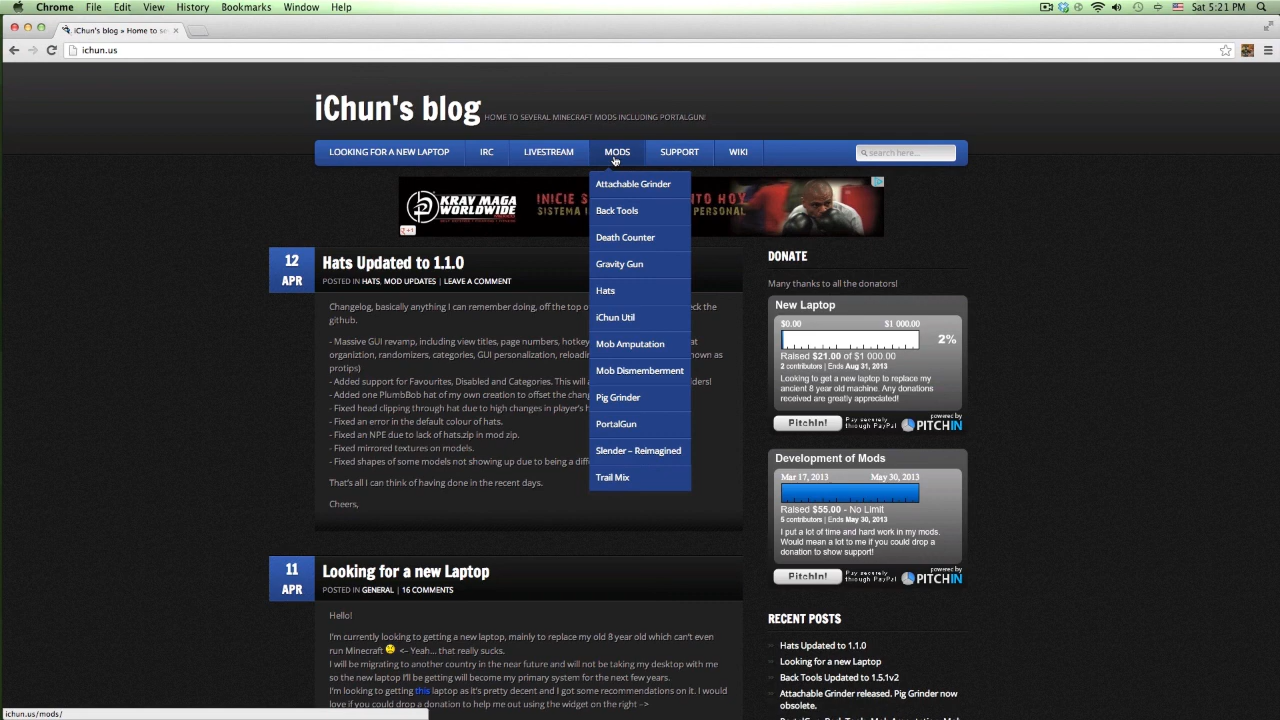 Chrome File Edit View History Bookmarks Window Help
Sat 5:21 PM
iChun's blog » Home to se
ichun.us
iChun's blog HOME TO SEVERAL MINECRAFT MODS INCLUDING PORTALGUN!
LOOKING FOR A NEW LAPTOP IRC LIVESTREAM MODS SUPPORT WIKI
search here...
KRAV MAGA
WORLDWIDE
INICIE S
SISTEMA I
NTO HOY
PERSONAL
+1
Attachable Grinder
Back Tools
Death Counter
Gravity Gun
Hats
iChun Util
Mob Amputation
Mob Dismemberment
Pig Grinder
PortalGun
Slender – Reimagined
Trail Mix
12
APR
Hats Updated to 1.1.0
POSTED IN HATS, MOD UPDATES | LEAVE A COMMENT
Changelog, basically anything I can remember doing, off the top o
eck the
github.
- Massive GUI revamp, including view titles, page numbers, hotkey
at
organiztion, randomizers, categories, GUI personalization, reloadin
own as
protips)
- Added support for Favourites, Disabled and Categories. This will a
ders!
- Added one PlumbBob hat of my own creation to offset the chang
- Fixed head clipping through hat due to high changes in player's h
- Fixed an error in the default colour of hats.
- Fixed an NPE due to lack of hats.zip in mod zip.
- Fixed mirrored textures on models.
- Fixed shapes of some models not showing up due to being a diff
That's all I can think of having done in the recent days.
Cheers,
11
APR
Looking for a new Laptop
POSTED IN GENERAL | 16 COMMENTS
Hello!
I'm currently looking to getting a new laptop, mainly to replace my old 8 year old which can't even
run Minecraft <- Yeah... that really sucks.
I will be migrating to another country in the near future and will not be taking my desktop with me
so the new laptop I'll be getting will become my primary system for the next few years.
I'm looking to getting this laptop as it's pretty decent and I got some recommendations on it. I would
love if you could drop a donation to help me out using the widget on the right ~>
DONATE
Many thanks to all the donators!
New Laptop
$0.00 $1 000.00
2%
Raised $21.00 of $1 000.00
2 contributors | Ends Aug 31, 2013
Looking to get a new laptop to replace my
ancient 8 year old machine. Any donations
received are greatly appreciated!
PitchIn! Pay securely through PayPal powered by PITCHIN
Development of Mods
Mar 17, 2013 May 30, 2013
Raised $55.00 - No Limit
5 contributors | Ends May 30, 2013
I put a lot of time and hard work in my mods.
Would mean a lot to me if you could drop a
donation to show support!
PitchIn! Pay securely through PayPal powered by PITCHIN
RECENT POSTS
Hats Updated to 1.1.0
Looking for a new Laptop
Back Tools Updated to 1.5.1v2
Attachable Grinder released. Pig Grinder now
obsolete.
ichun.us/mods/